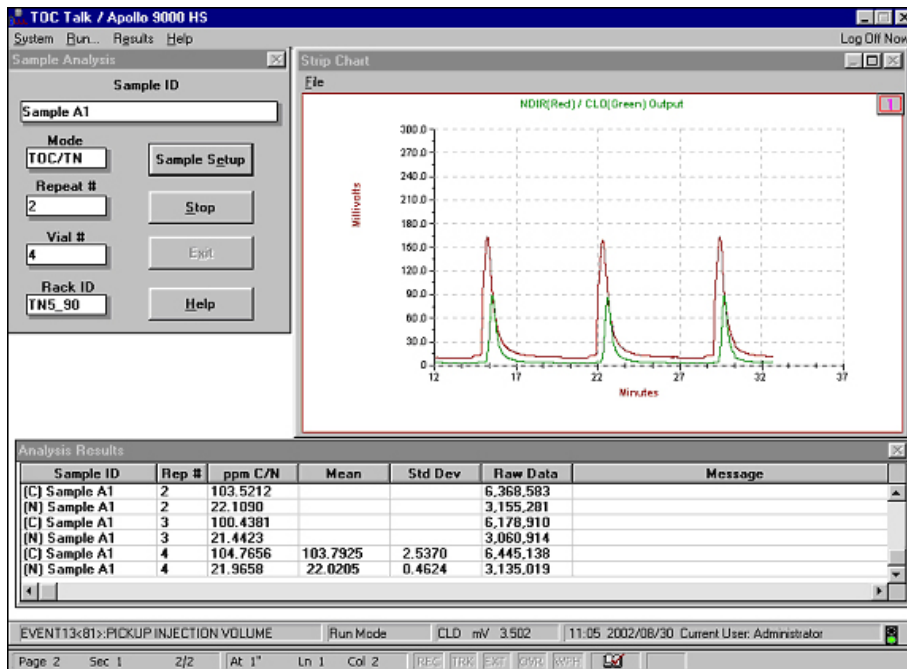 TOC Talk / Apollo 9000 HS
System Run... Results Help Log Off Now
Sample Analysis
Sample ID
Sample A1
Mode
TOC/TN
Sample Setup
Repeat #
2
Stop
Vial #
4
Exit
Rack ID
TN5_90
Help
Strip Chart
File
NDIR(Red) / CLD(Green) Output
1
Millivolts
300.0
270.0
240.0
210.0
180.0
160.0
120.0
90.0
60.0
30.0
0
12 17 22 27 32 37
Minutes
Analysis Results
Sample ID Rep # ppm C/N Mean Std Dev Raw Data Message
(C) Sample A1 2 103.5212 6,368,583
(N) Sample A1 2 22.1090 3,155,281
(C) Sample A1 3 100.4381 6,178,910
(N) Sample A1 3 21.4423 3,060,914
(C) Sample A1 4 104.7656 103.7925 2.5370 6,445,138
(N) Sample A1 4 21.9658 22.0205 0.4624 3,135,019
EVENT13<81>:PICKUP INJECTION VOLUME Run Mode CLD mV 3.502 11:05 2002/08/30 Current User: Administrator
Page 2 Sec 1 2/2 At 1" Ln 1 Col 2 REC TRK EXT OVR WPH